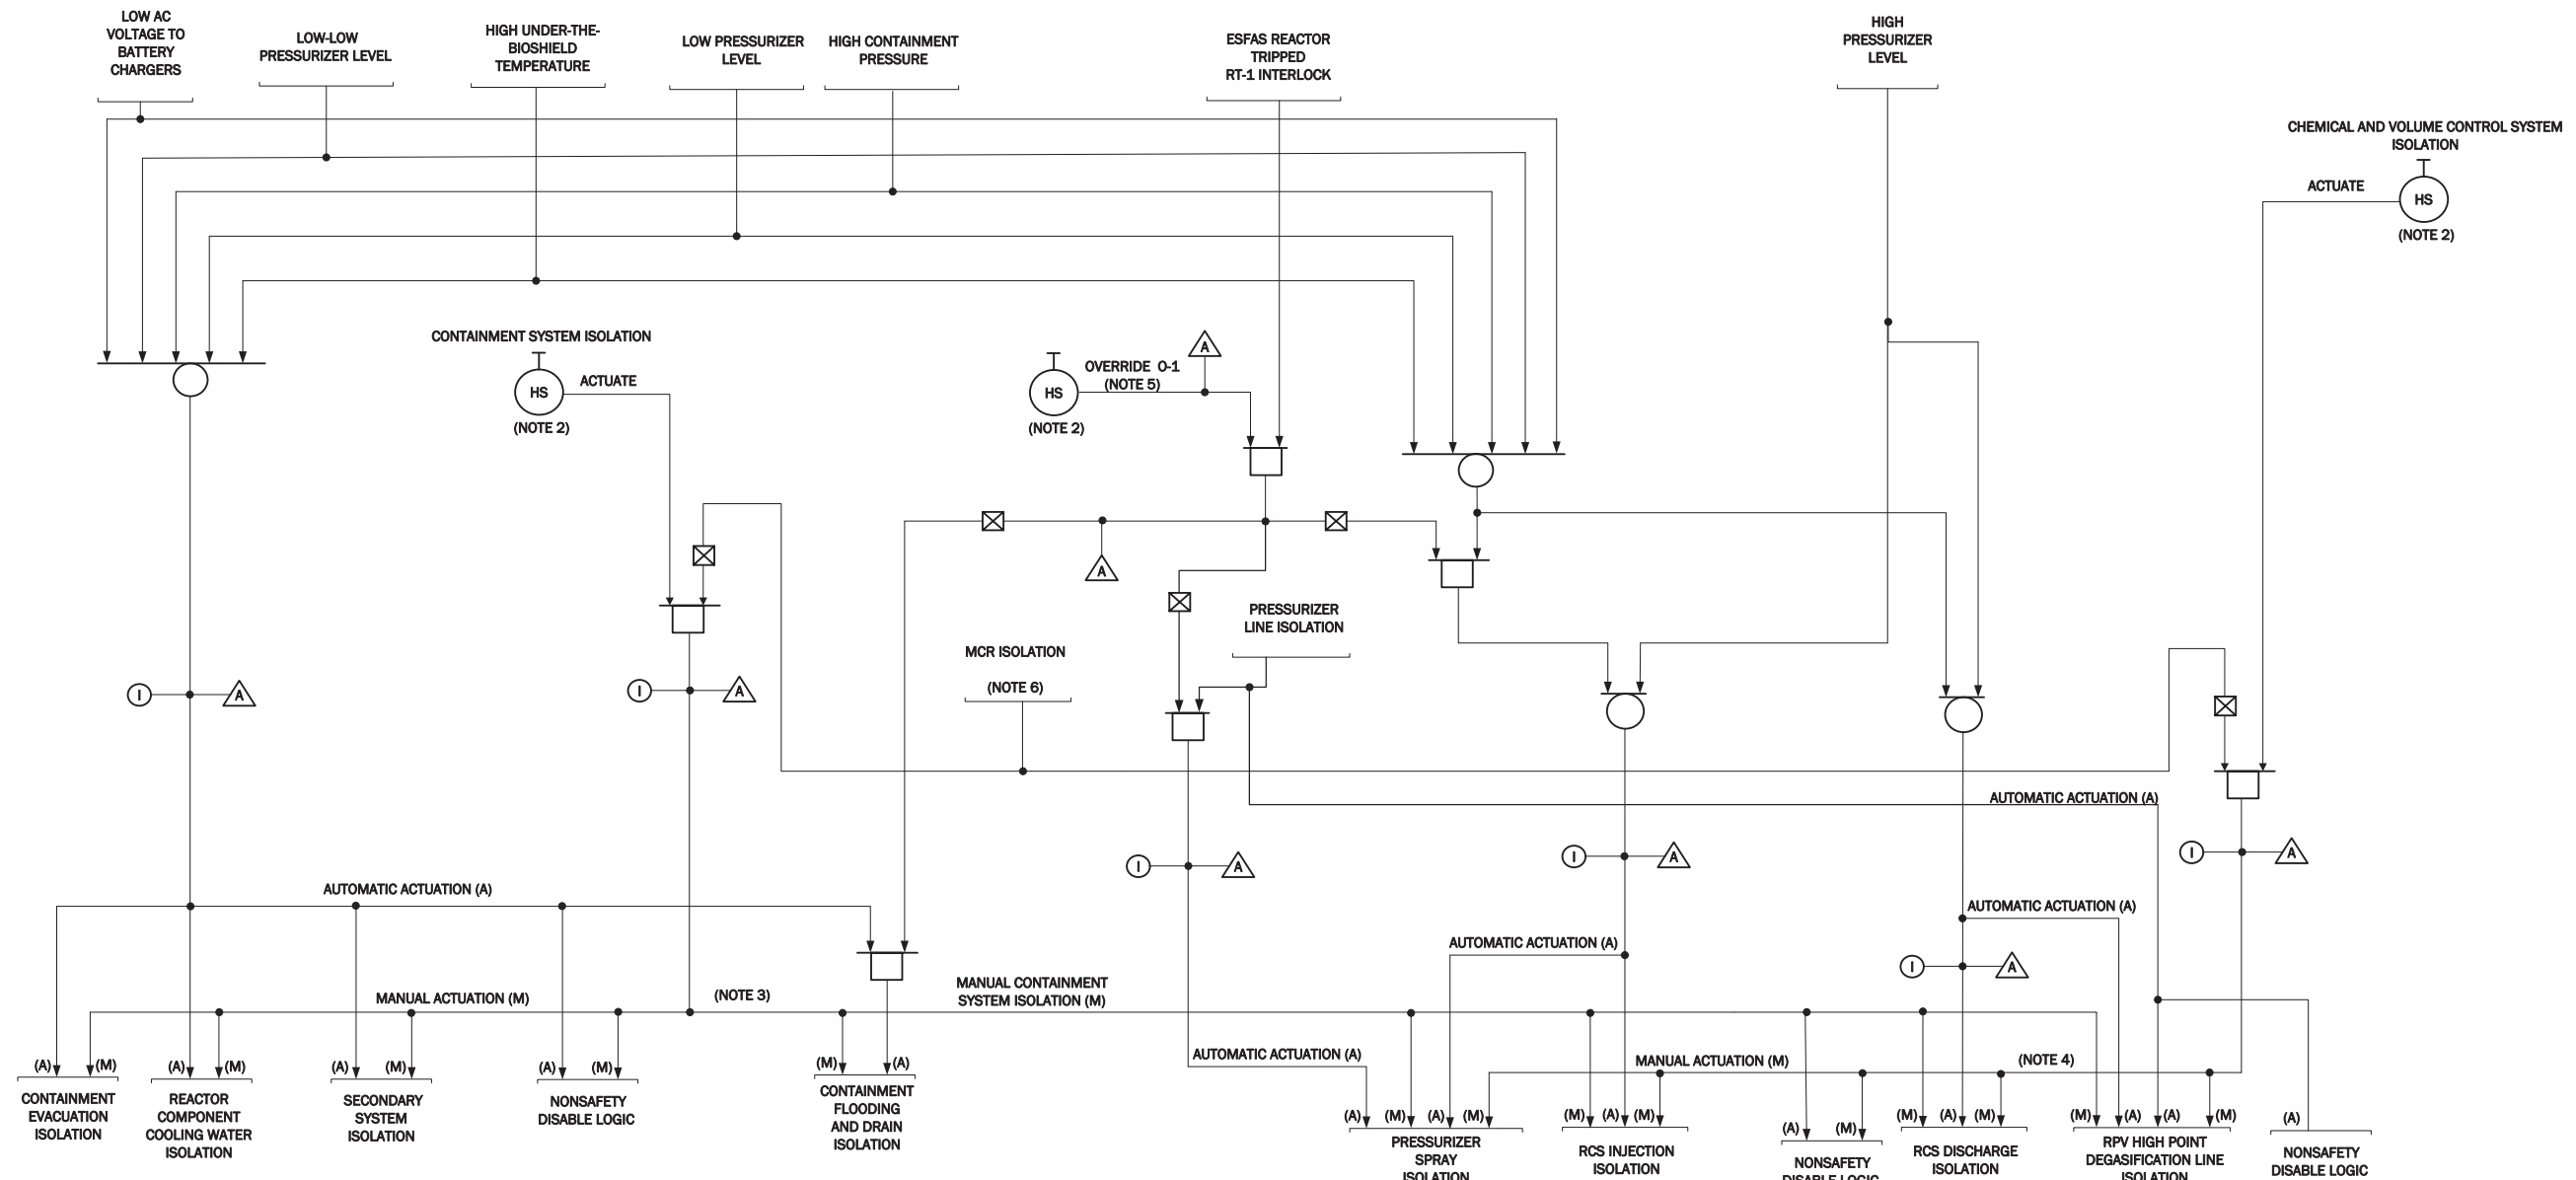 LOW AC
VOLTAGE TO
BATTERY
CHARGERS
LOW-LOW
PRESSURIZER LEVEL
HIGH UNDER-THE-
BIOSHIELD
TEMPERATURE
LOW PRESSURIZER
LEVEL
HIGH CONTAINMENT
PRESSURE
ESFAS REACTOR
TRIPPED
RT-1 INTERLOCK
HIGH
PRESSURIZER
LEVEL
CHEMICAL AND VOLUME CONTROL SYSTEM
ISOLATION
ACTUATE
HS
(NOTE 2)
CONTAINMENT SYSTEM ISOLATION
HS
ACTUATE
(NOTE 2)
HS
OVERRIDE O-1
(NOTE 5)
(NOTE 2)
A
A
PRESSURIZER
LINE ISOLATION
MCR ISOLATION
(NOTE 6)
I
A
I
A
AUTOMATIC ACTUATION (A)
I
A
I
A
I
A
AUTOMATIC ACTUATION (A)
AUTOMATIC ACTUATION (A)
AUTOMATIC ACTUATION (A)
I
A
MANUAL ACTUATION (M)
(NOTE 3)
MANUAL CONTAINMENT
SYSTEM ISOLATION (M)
AUTOMATIC ACTUATION (A)
MANUAL ACTUATION (M)
(NOTE 4)
(A)
(M)
CONTAINMENT
EVACUATION
ISOLATION
(A)
(M)
REACTOR
COMPONENT
COOLING WATER
ISOLATION
(A)
(M)
SECONDARY
SYSTEM
ISOLATION
(A)
(M)
NONSAFETY
DISABLE LOGIC
(M)
(A)
CONTAINMENT
FLOODING
AND DRAIN
ISOLATION
(A)
(M)
(A)
(M)
PRESSURIZER
SPRAY
ISOLATION
(M)
(A)
(M)
RCS INJECTION
ISOLATION
(A)
(M)
NONSAFETY
DISABLE LOGIC
(M)
(A)
(M)
RCS DISCHARGE
ISOLATION
(M)
(A)
(A)
(M)
RPV HIGH POINT
DEGASIFICATION LINE
ISOLATION
(A)
NONSAFETY
DISABLE LOGIC